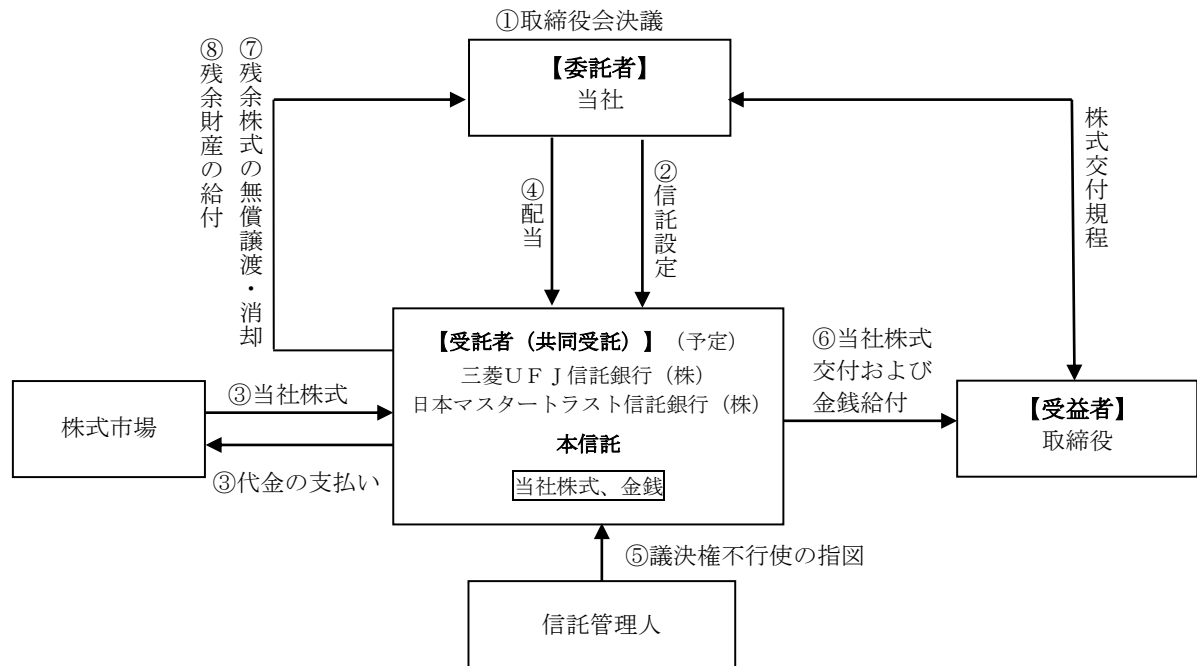 ①取締役会決議
【委託者】
当社
⑧残余財産の給付
⑦残余株式の無償譲渡・消却
④配当
②信託設定
株式交付規程
【受託者（共同受託）】（予定）
三菱ＵＦＪ信託銀行（株）
日本マスタートラスト信託銀行（株）
本信託
当社株式、金銭
株式市場
③当社株式
③代金の支払い
⑥当社株式
交付および
金銭給付
【受益者】
取締役
⑤議決権不行使の指図
信託管理人